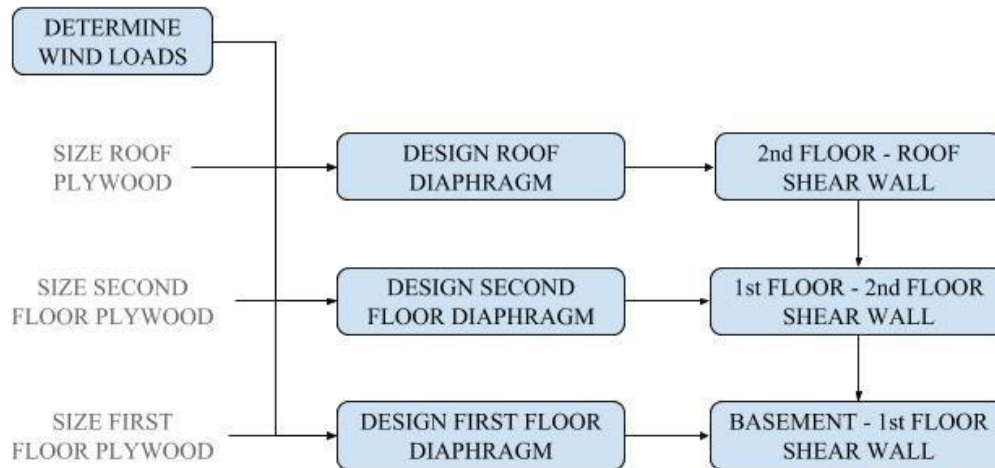 DETERMINE
WIND LOADS
SIZE ROOF
PLYWOOD
DESIGN ROOF
DIAPHRAGM
2nd FLOOR - ROOF
SHEAR WALL
SIZE SECOND
FLOOR PLYWOOD
DESIGN SECOND
FLOOR DIAPHRAGM
1st FLOOR - 2nd FLOOR
SHEAR WALL
SIZE FIRST
FLOOR PLYWOOD
DESIGN FIRST FLOOR
DIAPHRAGM
BASEMENT - 1st FLOOR
SHEAR WALL